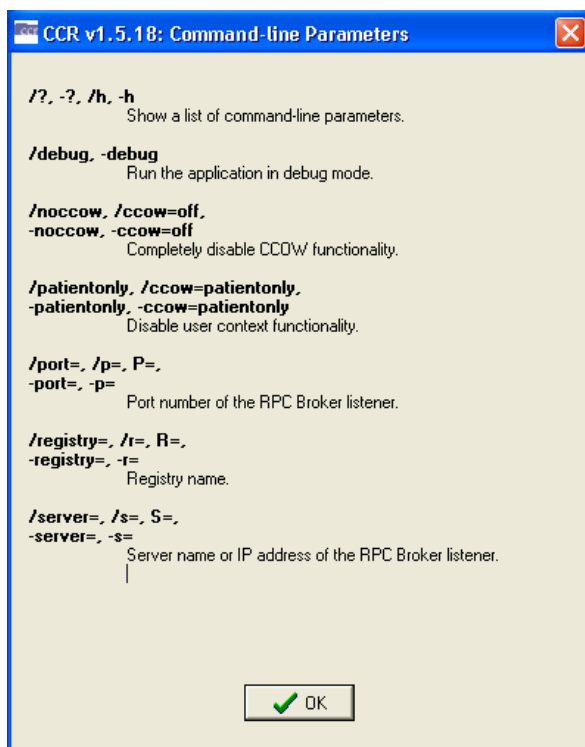 CCR v1.5.18: Command-line Parameters
/?, -?, /h, -h
Show a list of command-line parameters.
/debug, -debug
Run the application in debug mode.
/noccow, /ccow=off,
-noccow, -ccow=off
Completely disable CCOW functionality.
/patientonly, /ccow=patientonly,
-patientonly, -ccow=patientonly
Disable user context functionality.
/port=, /p=, P=,
-port=, -p=
Port number of the RPC Broker listener.
/registry=, /r=, R=,
-registry=, -r=
Registry name.
/server=, /s=, S=,
-server=, -s=
Server name or IP address of the RPC Broker listener.
OK